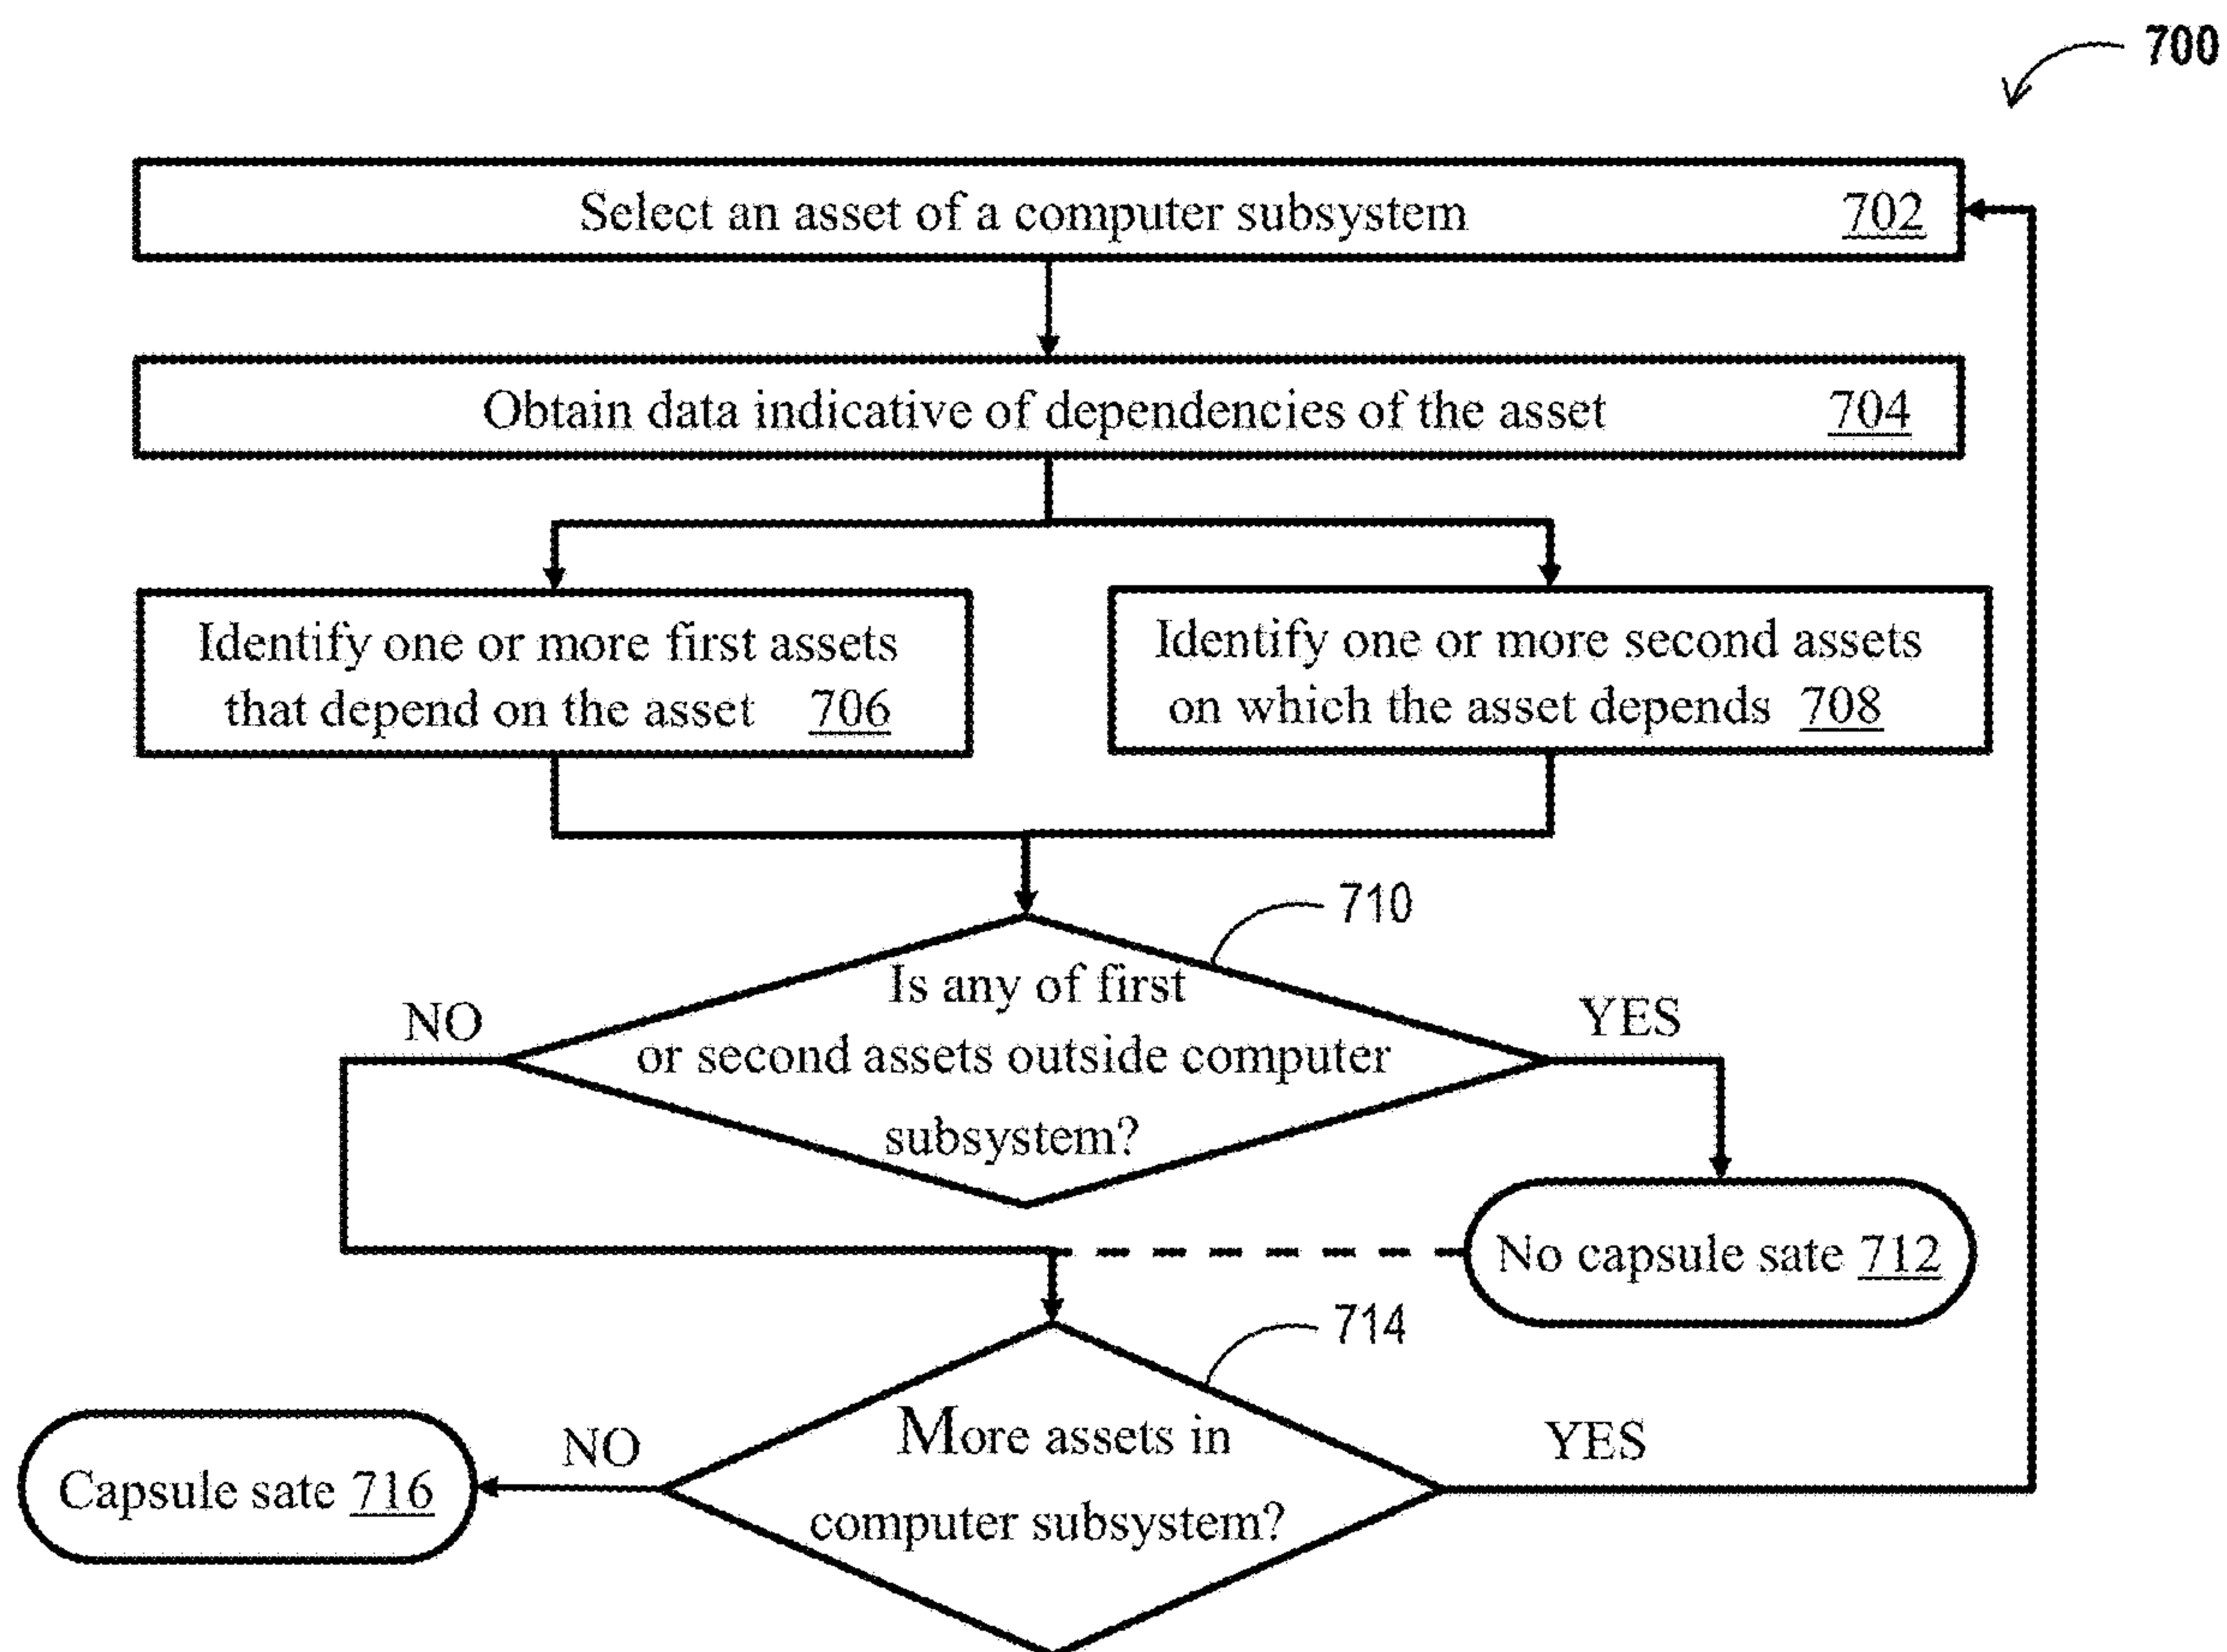 700
Select an asset of a computer subsystem 702
Obtain data indicative of dependencies of the asset 704
Identify one or more first assets
that depend on the asset 706
Identify one or more second assets
on which the asset depends 708
710
Is any of first
or second assets outside computer
subsystem?
NO
YES
No capsule sate 712
714
More assets in
computer subsystem?
NO
YES
Capsule sate 716